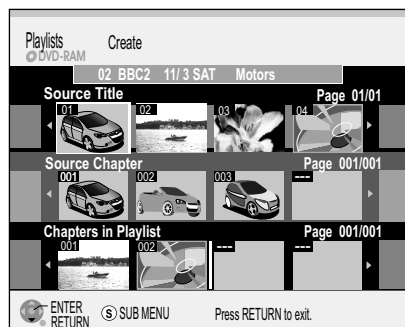 Playlists Create
DVD-RAM
02 BBC2 11/ 3 SAT Motors
Source Title Page 01/01
01 02 03 04
Source Chapter Page 001/001
001 002 003 ---
Chapters in Playlist Page 001/001
001 002 --- ---
ENTER
RETURN
S SUB MENU Press RETURN to exit.